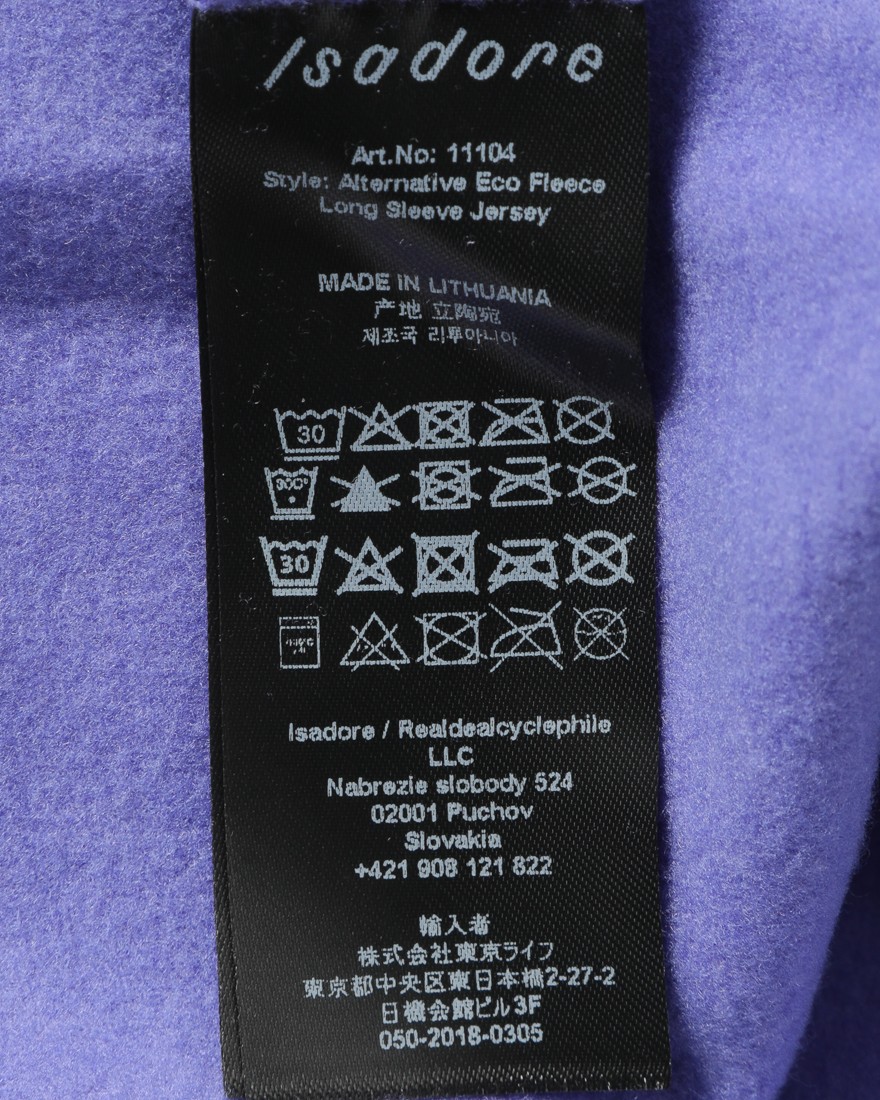 Isadore
Art.No: 11104
Style: Alternative Eco Fleece
Long Sleeve Jersey
MADE IN LITHUANIA
产地 立陶宛
제조국 리투아니아
30
30
Isadore / Realdealcyclephile
LLC
Nabrezie slobody 524
02001 Puchov
Slovakia
+421 908 121 822
輸入者
株式会社東京ライフ
東京都中央区東日本橋2-27-2
日機会館ビル3F
050-2018-0305